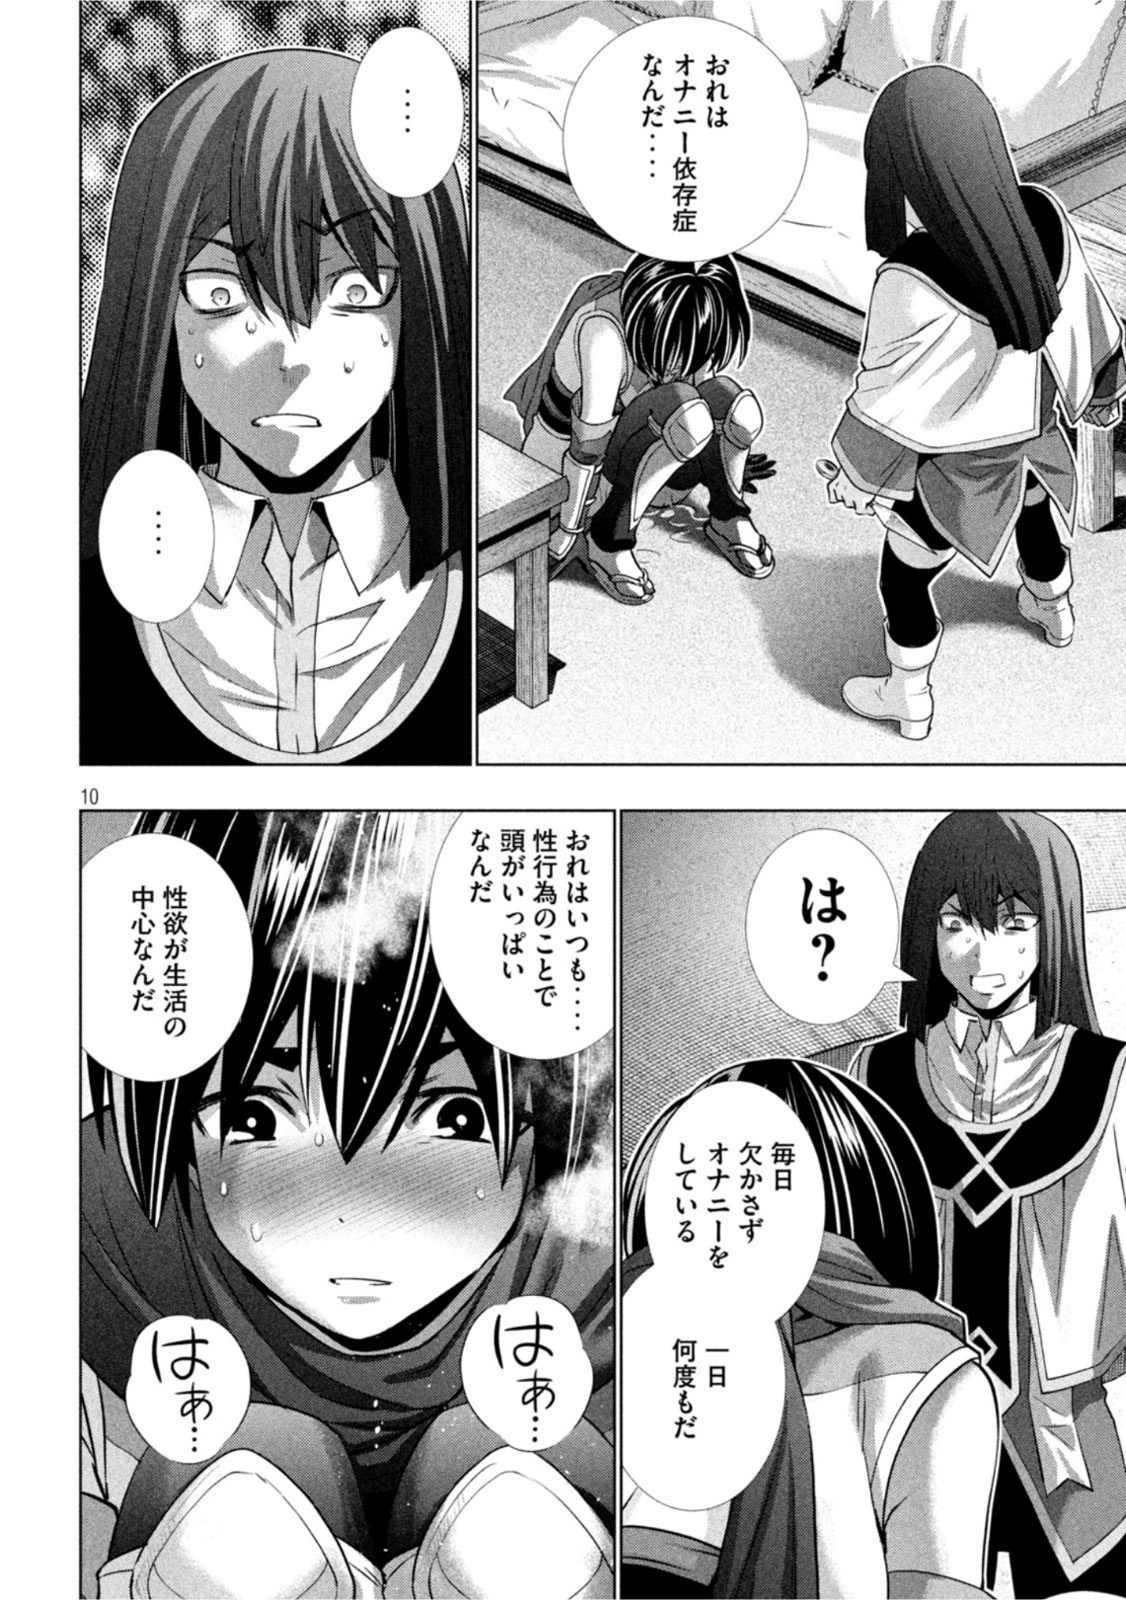 おれは
オナニー依存症
なんだ‥‥
‥‥
‥‥
は？
毎日
欠かさず
オナニーを
している
一日
何度もだ
おれはいつも‥‥
性行為のことで
頭がいっぱい
なんだ
性欲が生活の
中心なんだ
はぁ…
はぁ…
10